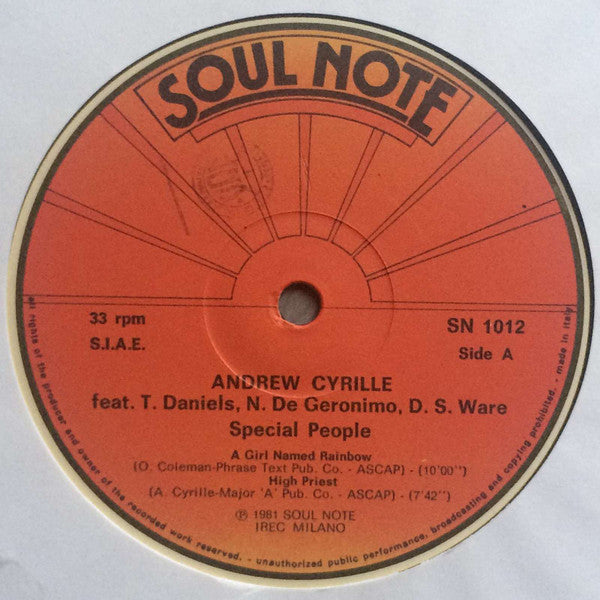 SOUL NOTE
33 rpm
S.I.A.E.
SN 1012
Side A
ANDREW CYRILLE
feat. T. Daniels, N. De Geronimo, D. S. Ware
Special People
A Girl Named Rainbow
(O. Coleman-Phrase Text Pub. Co. - ASCAP) - (10'00'')
High Priest
(A. Cyrille-Major 'A' Pub. Co. - ASCAP) - (7'42'')
℗ 1981 SOUL NOTE
IREC MILANO
all rights of the producer and owner of the recorded work reserved. - unauthorized public performance, broadcasting and copying prohibited. - made in Italy